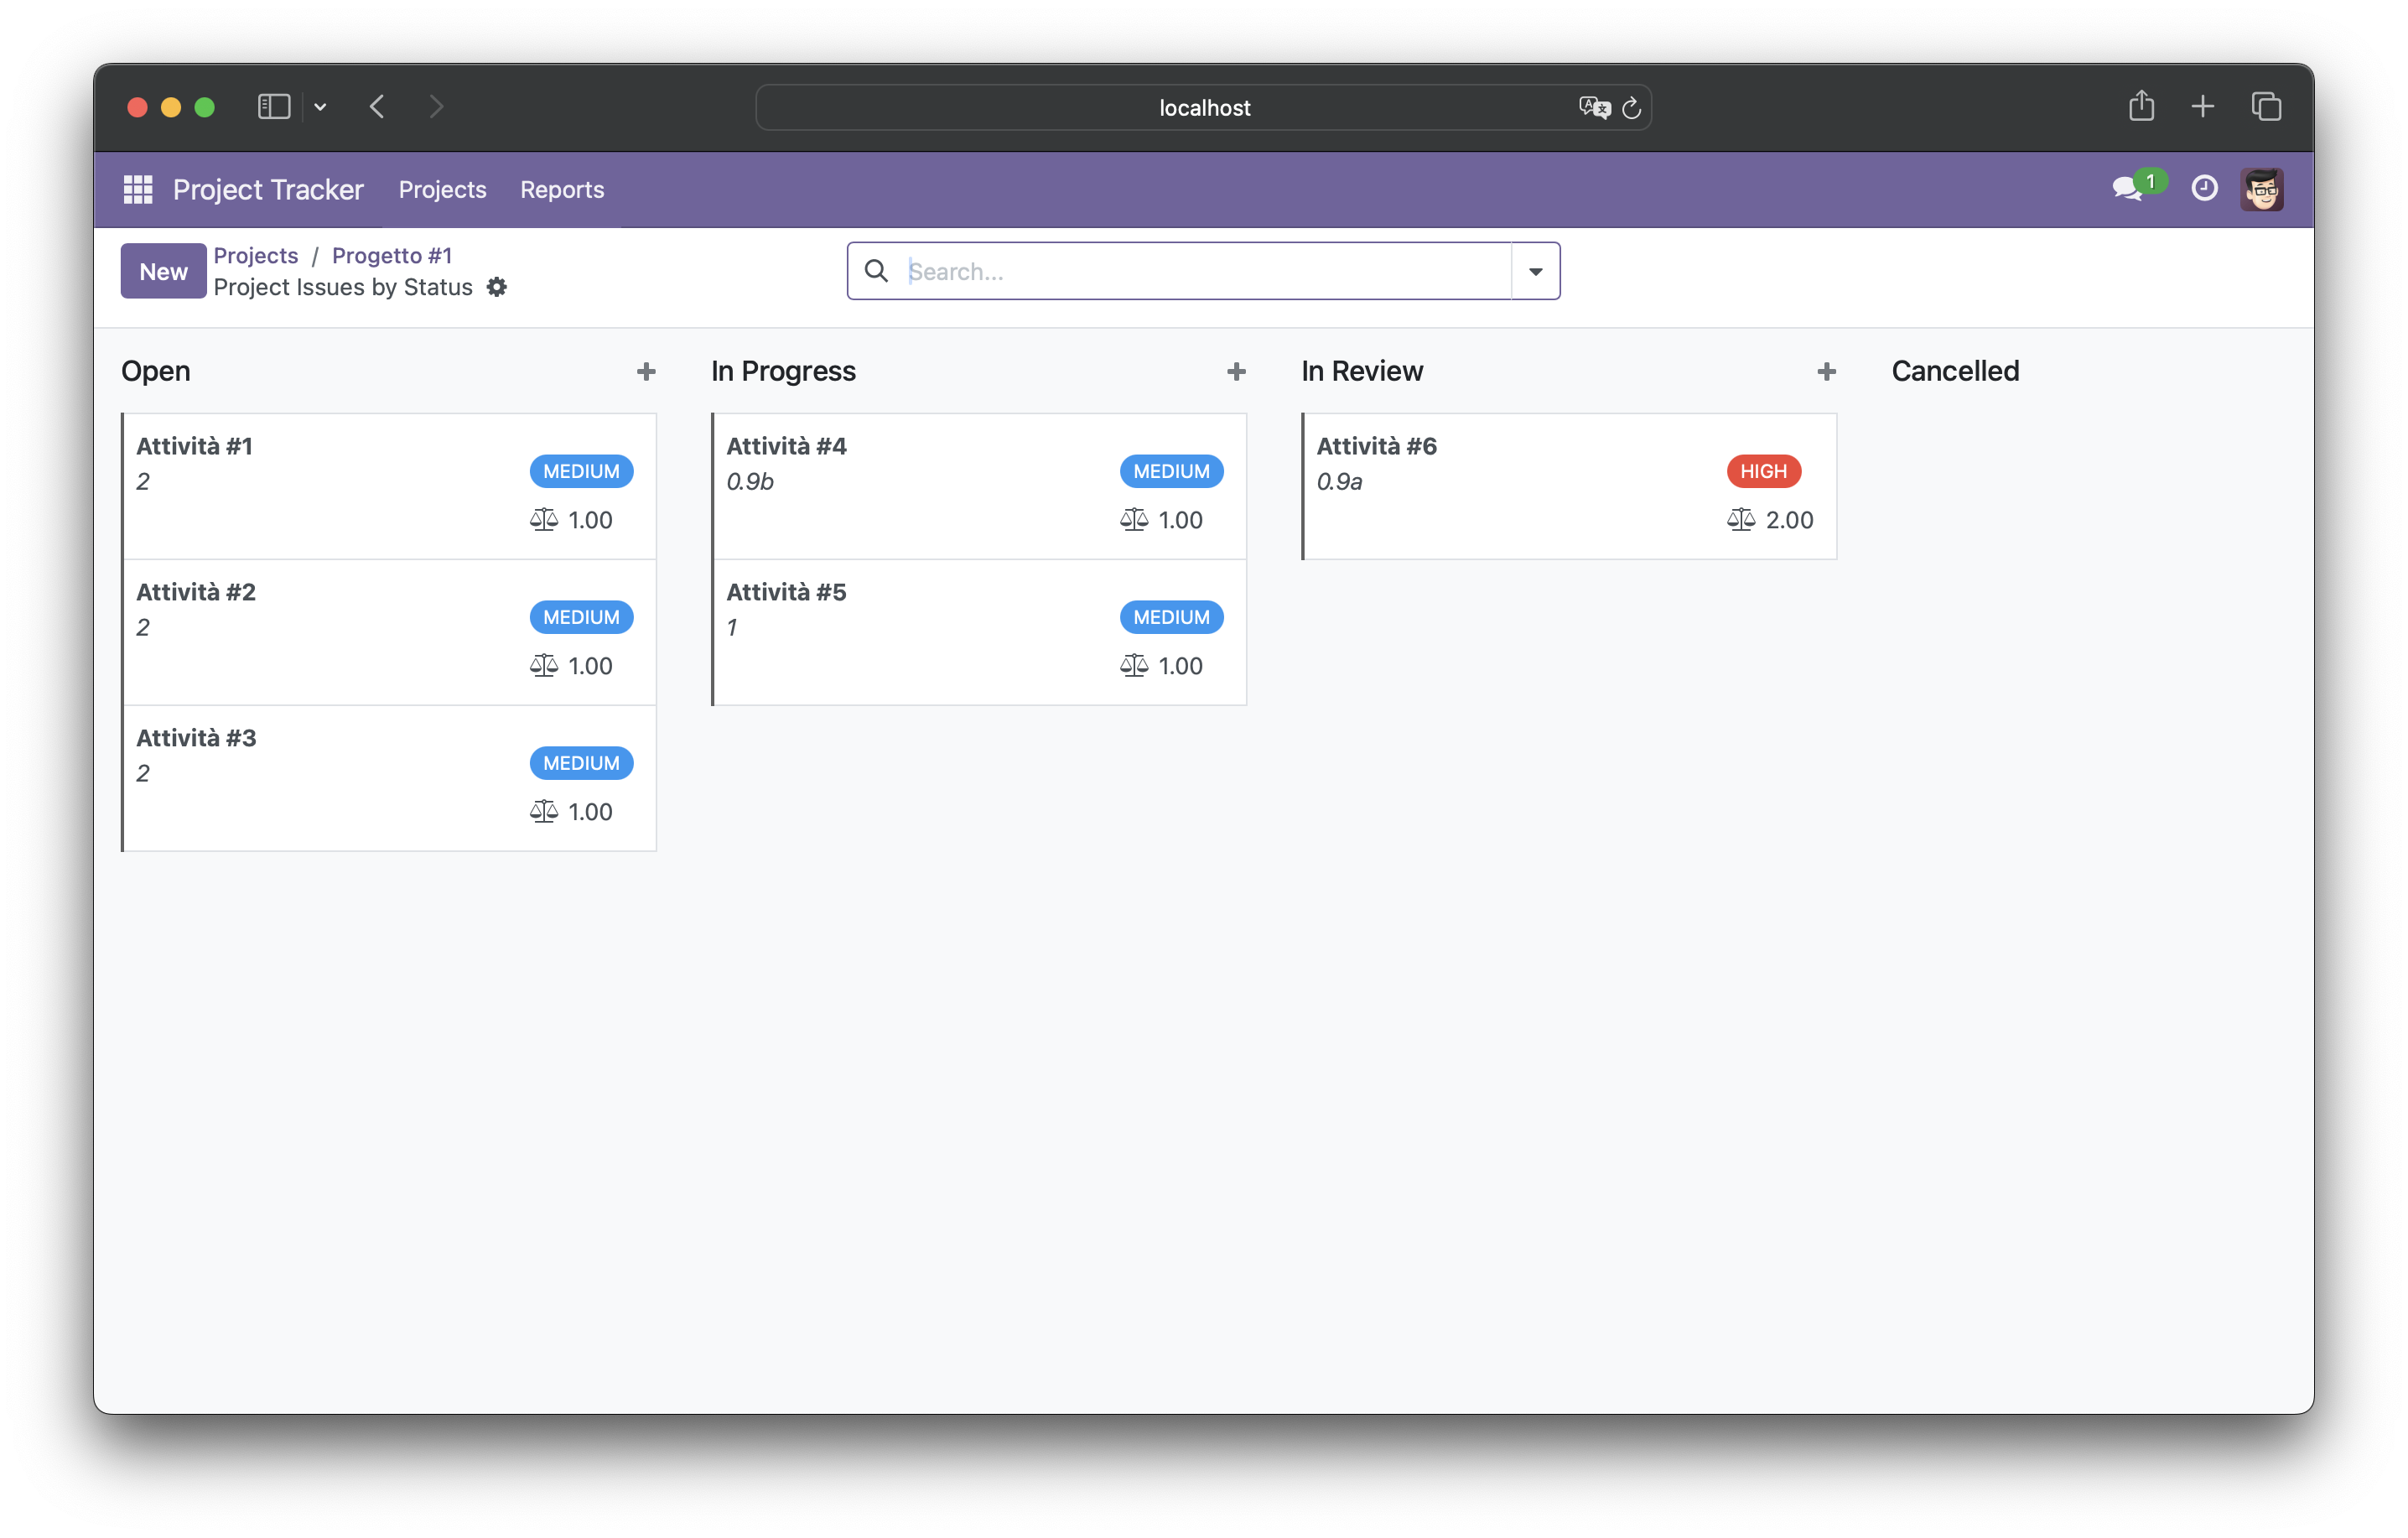 localhost
Project Tracker Projects Reports 1
New
Projects / Progetto #1
Project Issues by Status
Search...
Open
Attività #1
2
MEDIUM
1.00
Attività #2
2
MEDIUM
1.00
Attività #3
2
MEDIUM
1.00
In Progress
Attività #4
0.9b
MEDIUM
1.00
Attività #5
1
MEDIUM
1.00
In Review
Attività #6
0.9a
HIGH
2.00
Cancelled